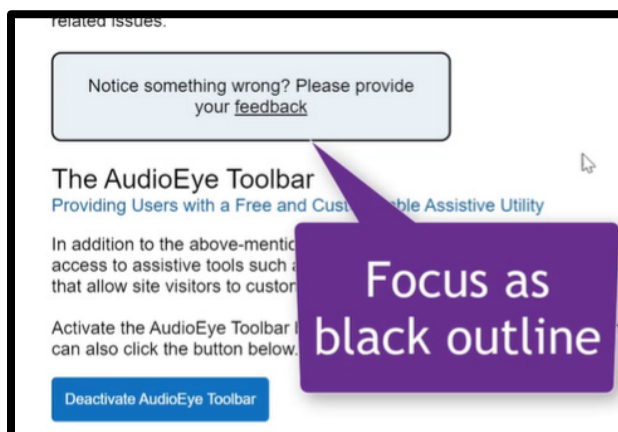 related issues.
Notice something wrong? Please provide
your feedback
The AudioEye Toolbar
Providing Users with a Free and Cust ble Assistive Utility
In addition to the above-mentio
access to assistive tools such
that allow site visitors to custo
Activate the AudioEye Toolbar
can also click the button below.
Deactivate AudioEye Toolbar
Focus as
black outline